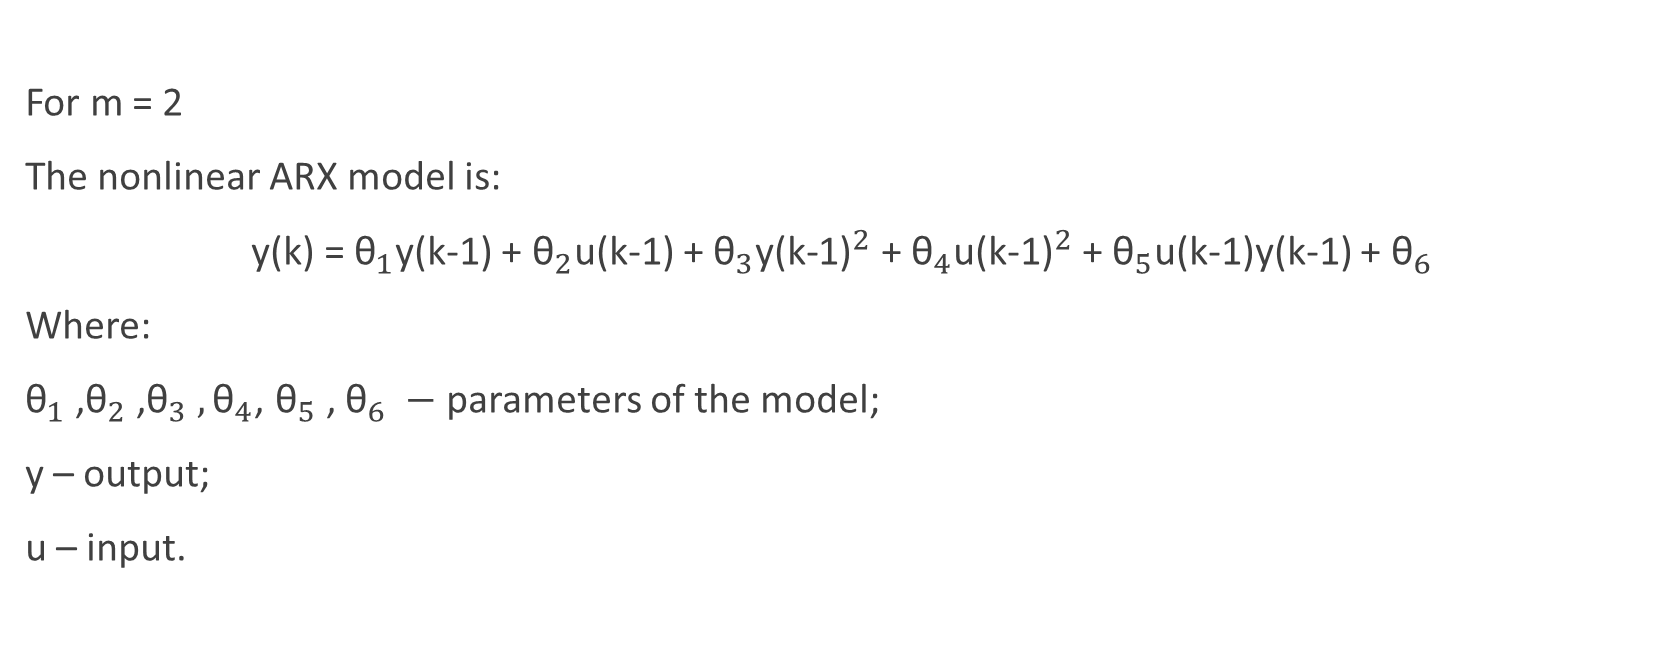 For m = 2
The nonlinear ARX model is:
y(k) = θ₁y(k-1) + θ₂u(k-1) + θ₃y(k-1)² + θ₄u(k-1)² + θ₅u(k-1)y(k-1) + θ₆
Where:
θ₁ ,θ₂ ,θ₃ , θ₄, θ₅ , θ₆ – parameters of the model;
y – output;
u – input.